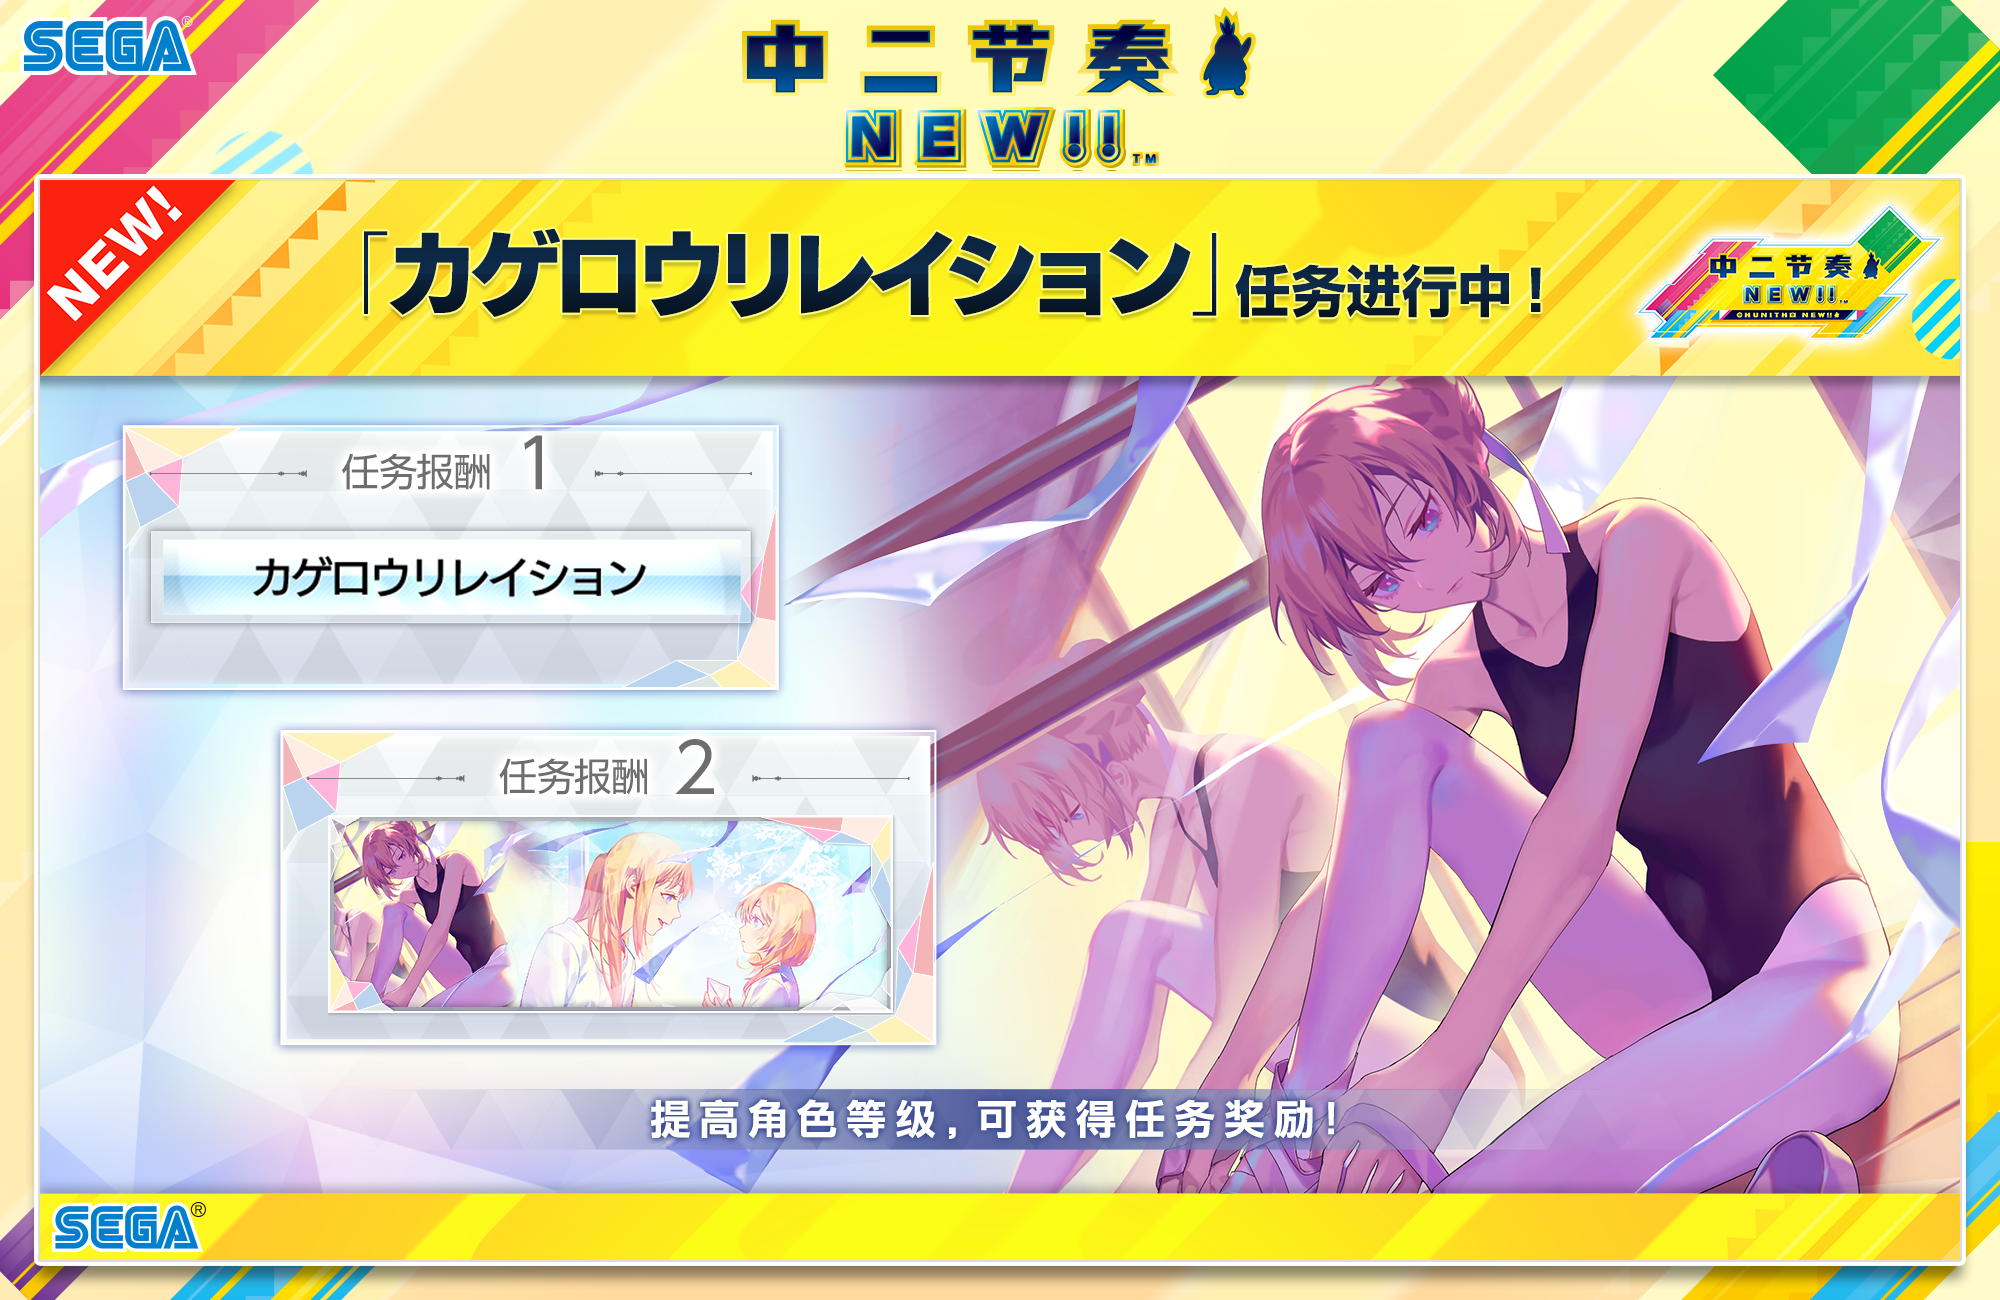 SEGA®
中二节奏
NEW!!™
NEW!
「カゲロウリレイション」任务进行中！
中二节奏
NEW!!™
CHUNITHM NEW!!
任务报酬 1
カゲロウリレイション
任务报酬 2
提高角色等级，可获得任务奖励！
SEGA®